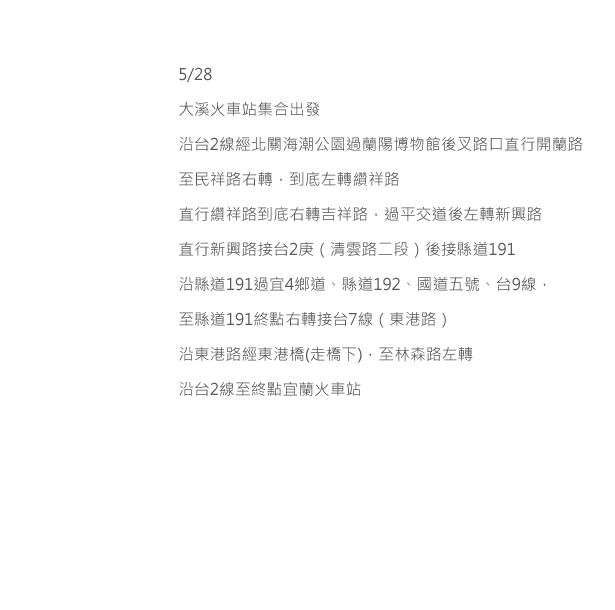 5/28
大溪火車站集合出發
沿台2線經北關海潮公園過蘭陽博物館後叉路口直行開蘭路
至民祥路右轉，到底左轉纘祥路
直行纘祥路到底右轉吉祥路，過平交道後左轉新興路
直行新興路接台2庚（清雲路二段）後接縣道191
沿縣道191過宜4鄉道、縣道192、國道五號、台9線，
至縣道191終點右轉接台7線（東港路）
沿東港路經東港橋(走橋下)，至林森路左轉
沿台2線至終點宜蘭火車站